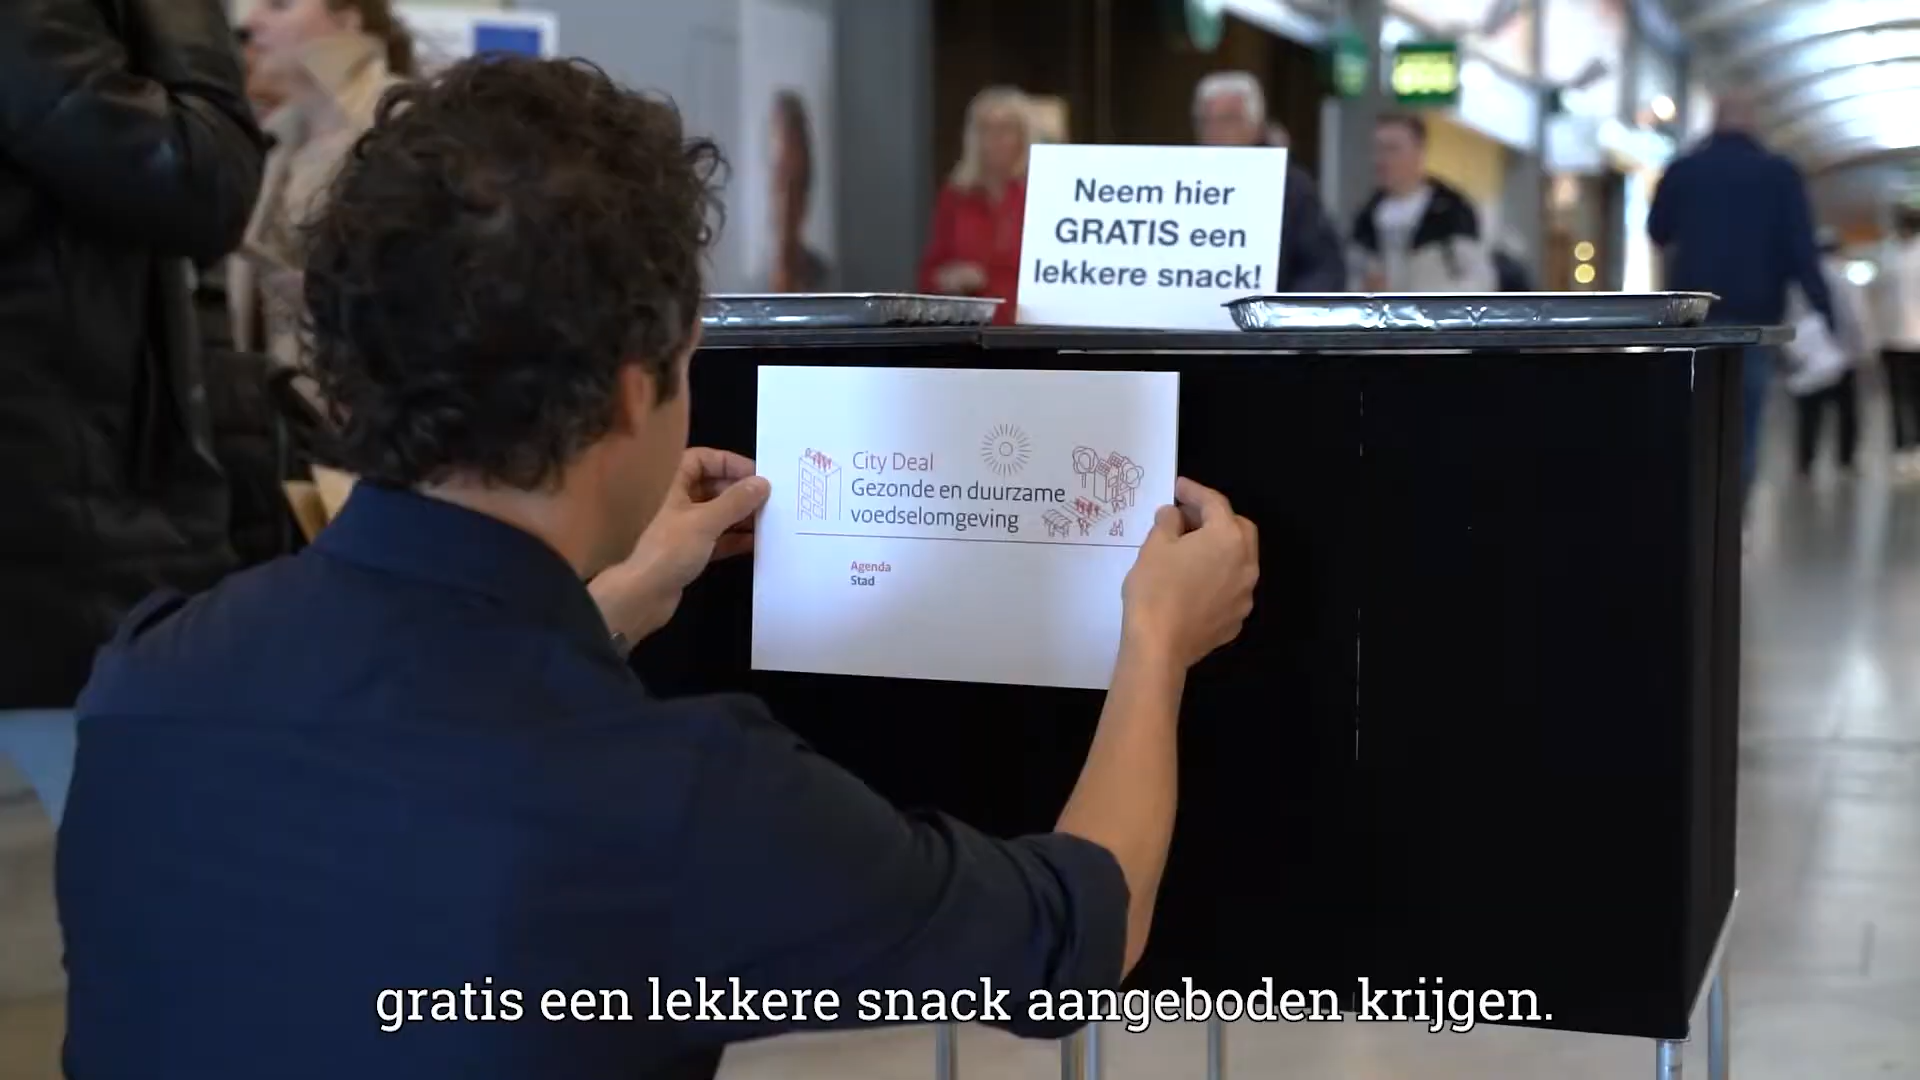 Neem hier
GRATIS een
lekkere snack!
City Deal
Gezonde en duurzame
voedselomgeving
Agenda
Stad
gratis een lekkere snack aangeboden krijgen.